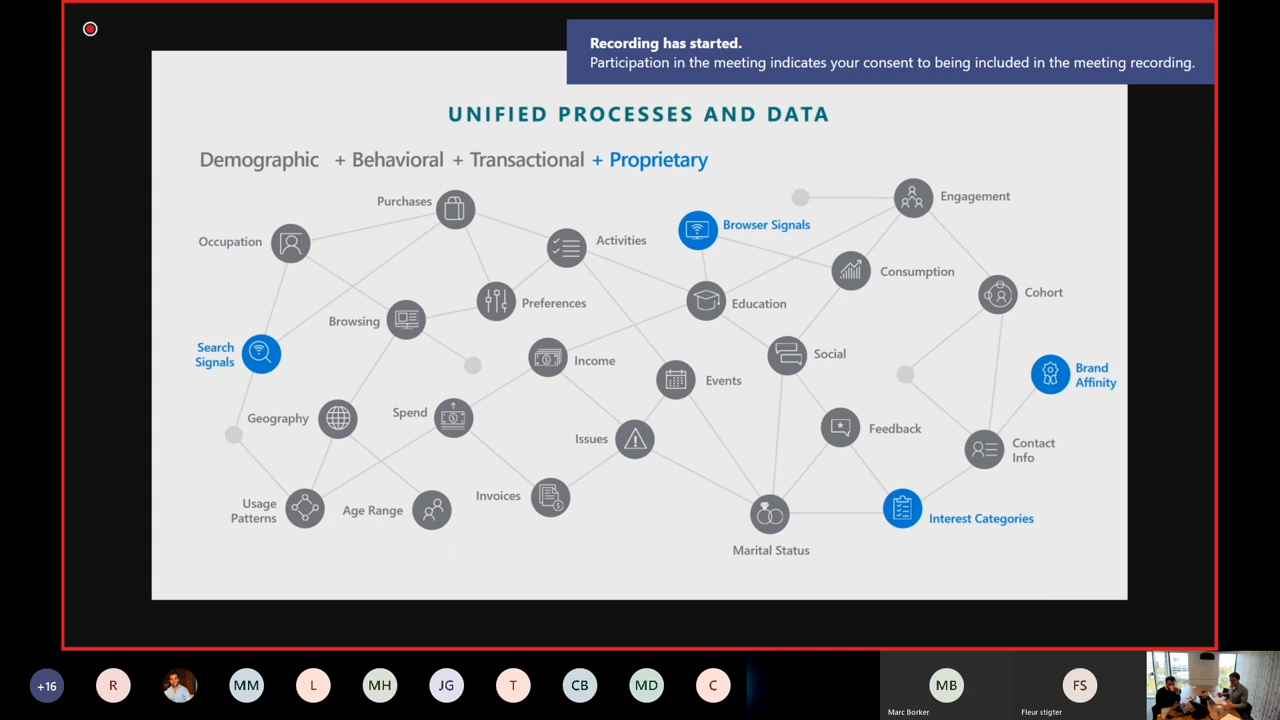 Recording has started.
Participation in the meeting indicates your consent to being included in the meeting recording.
UNIFIED PROCESSES AND DATA
Demographic + Behavioral + Transactional + Proprietary
Purchases
Engagement
Occupation
Activities
Browser Signals
Consumption
Preferences
Education
Cohort
Browsing
Search
Signals
Income
Events
Social
Brand
Affinity
Geography
Spend
Issues
Feedback
Contact
Info
Usage
Patterns
Age Range
Invoices
Interest Categories
Marital Status
+16
R
MM
L
MH
JG
T
CB
MD
C
MB
Marc Borker
FS
Fleur stigter